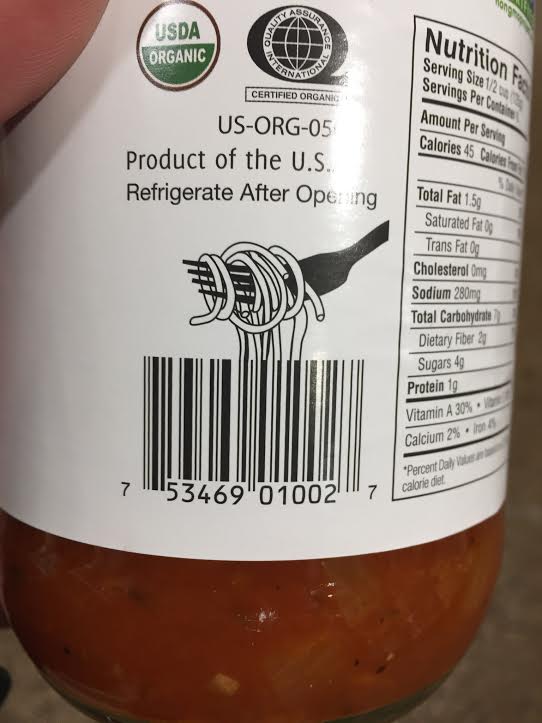 USDA
ORGANIC
QUALITY ASSURANCE
INTERNATIONAL
CERTIFIED ORGANIC
US-ORG-05
Product of the U.S.
Refrigerate After Opening
7 53469 01002 7
Nutrition Facts
Serving Size 1/2 cup
Servings Per Container
Amount Per Serving
Calories 45 Calories From
Total Fat 1.5g
Saturated Fat 0g
Trans Fat 0g
Cholesterol 0mg
Sodium 280mg
Total Carbohydrate 7g
Dietary Fiber 2g
Sugars 4g
Protein 1g
Vitamin A 30% •
Calcium 2% • Iron 4%
*Percent Daily Values are
calorie diet.